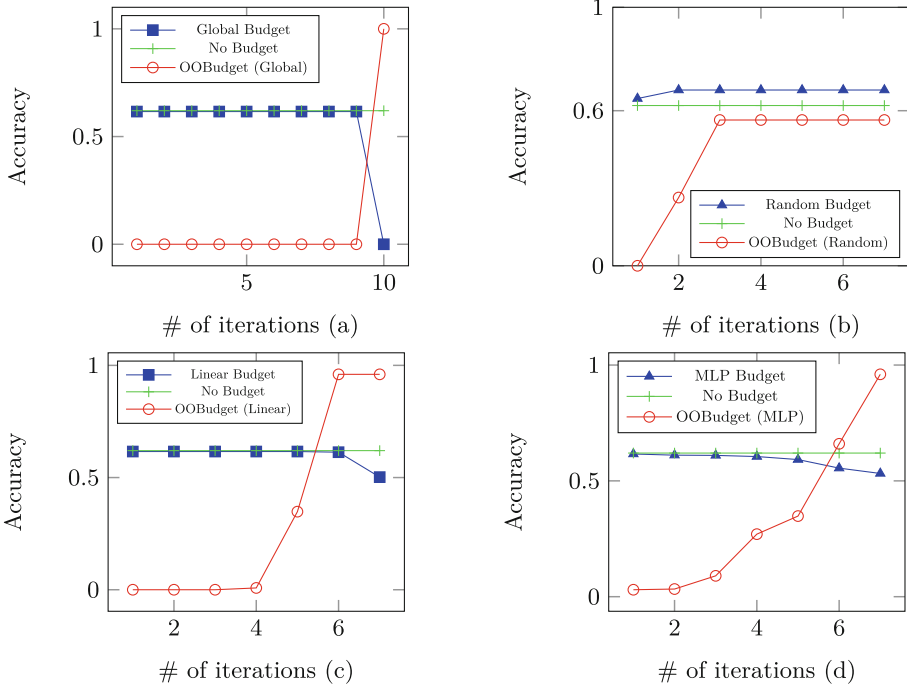 1
0.5
0
Accuracy
Global Budget
No Budget
OOBudget (Global)
5
10
# of iterations (a)
1
0.6
0
Accuracy
Random Budget
No Budget
OOBudget (Random)
2
4
6
# of iterations (b)
1
0.5
0
Accuracy
Linear Budget
No Budget
OOBudget (Linear)
2
4
6
# of iterations (c)
1
0.5
0
Accuracy
MLP Budget
No Budget
OOBudget (MLP)
2
4
6
# of iterations (d)